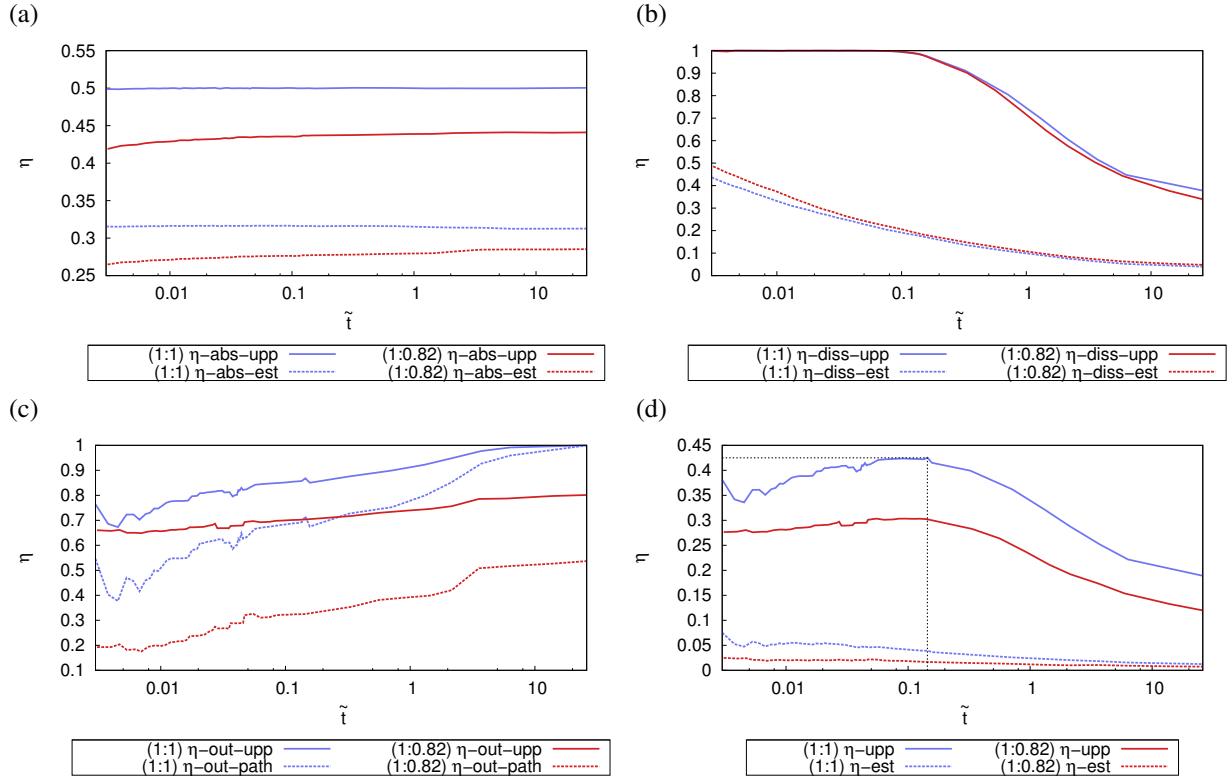 (a)
0.55
0.5
0.45
0.4
0.35
0.3
0.25
η
0.01 0.1 1 10
t̃
(1:1) η−abs−upp (1:0.82) η−abs−upp
(1:1) η−abs−est (1:0.82) η−abs−est
(b)
1
0.9
0.8
0.7
0.6
0.5
0.4
0.3
0.2
0.1
0
η
0.01 0.1 1 10
t̃
(1:1) η−diss−upp (1:0.82) η−diss−upp
(1:1) η−diss−est (1:0.82) η−diss−est
(c)
1
0.9
0.8
0.7
0.6
0.5
0.4
0.3
0.2
0.1
η
0.01 0.1 1 10
t̃
(1:1) η−out−upp (1:0.82) η−out−upp
(1:1) η−out−path (1:0.82) η−out−path
(d)
0.45
0.4
0.35
0.3
0.25
0.2
0.15
0.1
0.05
0
η
0.01 0.1 1 10
t̃
(1:1) η−upp (1:0.82) η−upp
(1:1) η−est (1:0.82) η−est